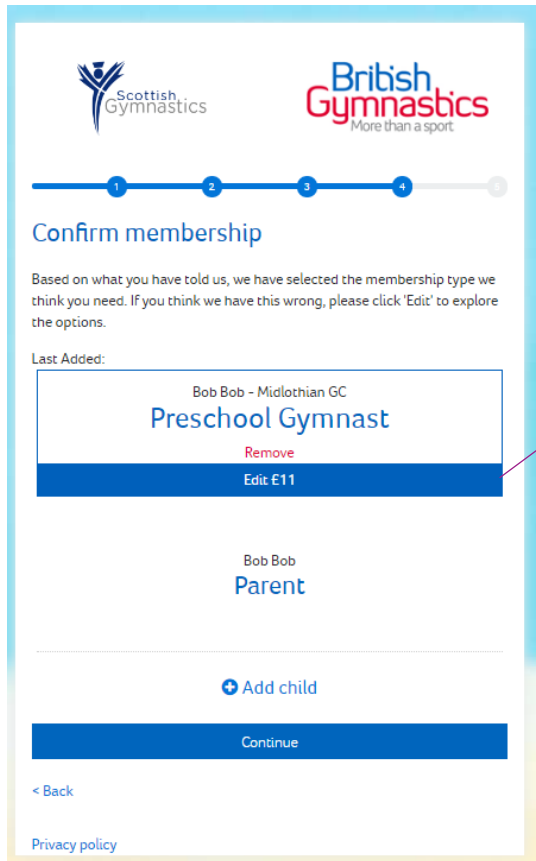 Scottish
Gymnastics
British
Gymnastics
More than a sport
1 2 3 4 5
Confirm membership
Based on what you have told us, we have selected the membership type we
think you need. If you think we have this wrong, please click 'Edit' to explore
the options.
Last Added:
Bob Bob - Midlothian GC
Preschool Gymnast
Remove
Edit £11
Bob Bob
Parent
Add child
Continue
< Back
Privacy policy